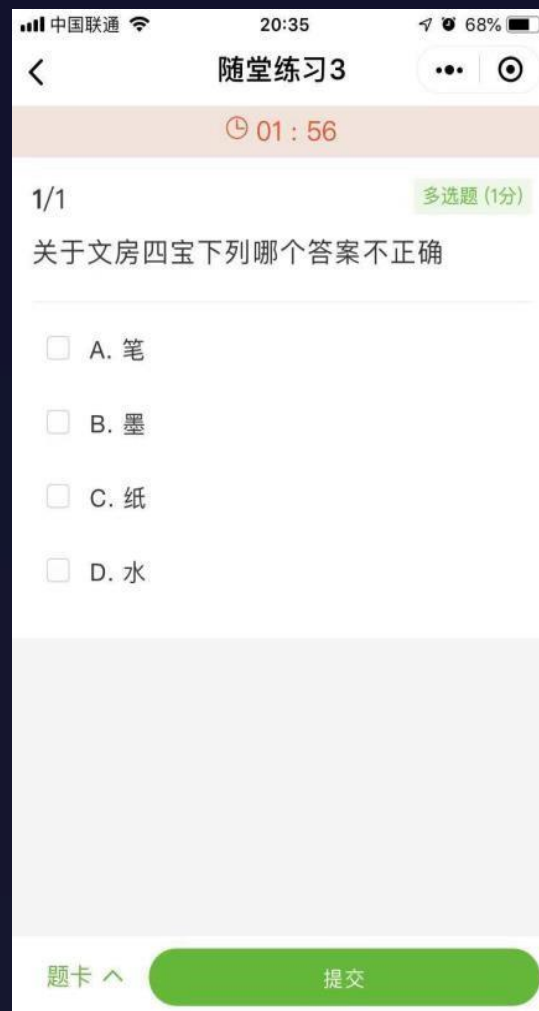 中国联通 20:35 68%
随堂练习3
01 : 56
1/1 多选题 (1分)
关于文房四宝下列哪个答案不正确
A. 笔
B. 墨
C. 纸
D. 水
题卡 提交